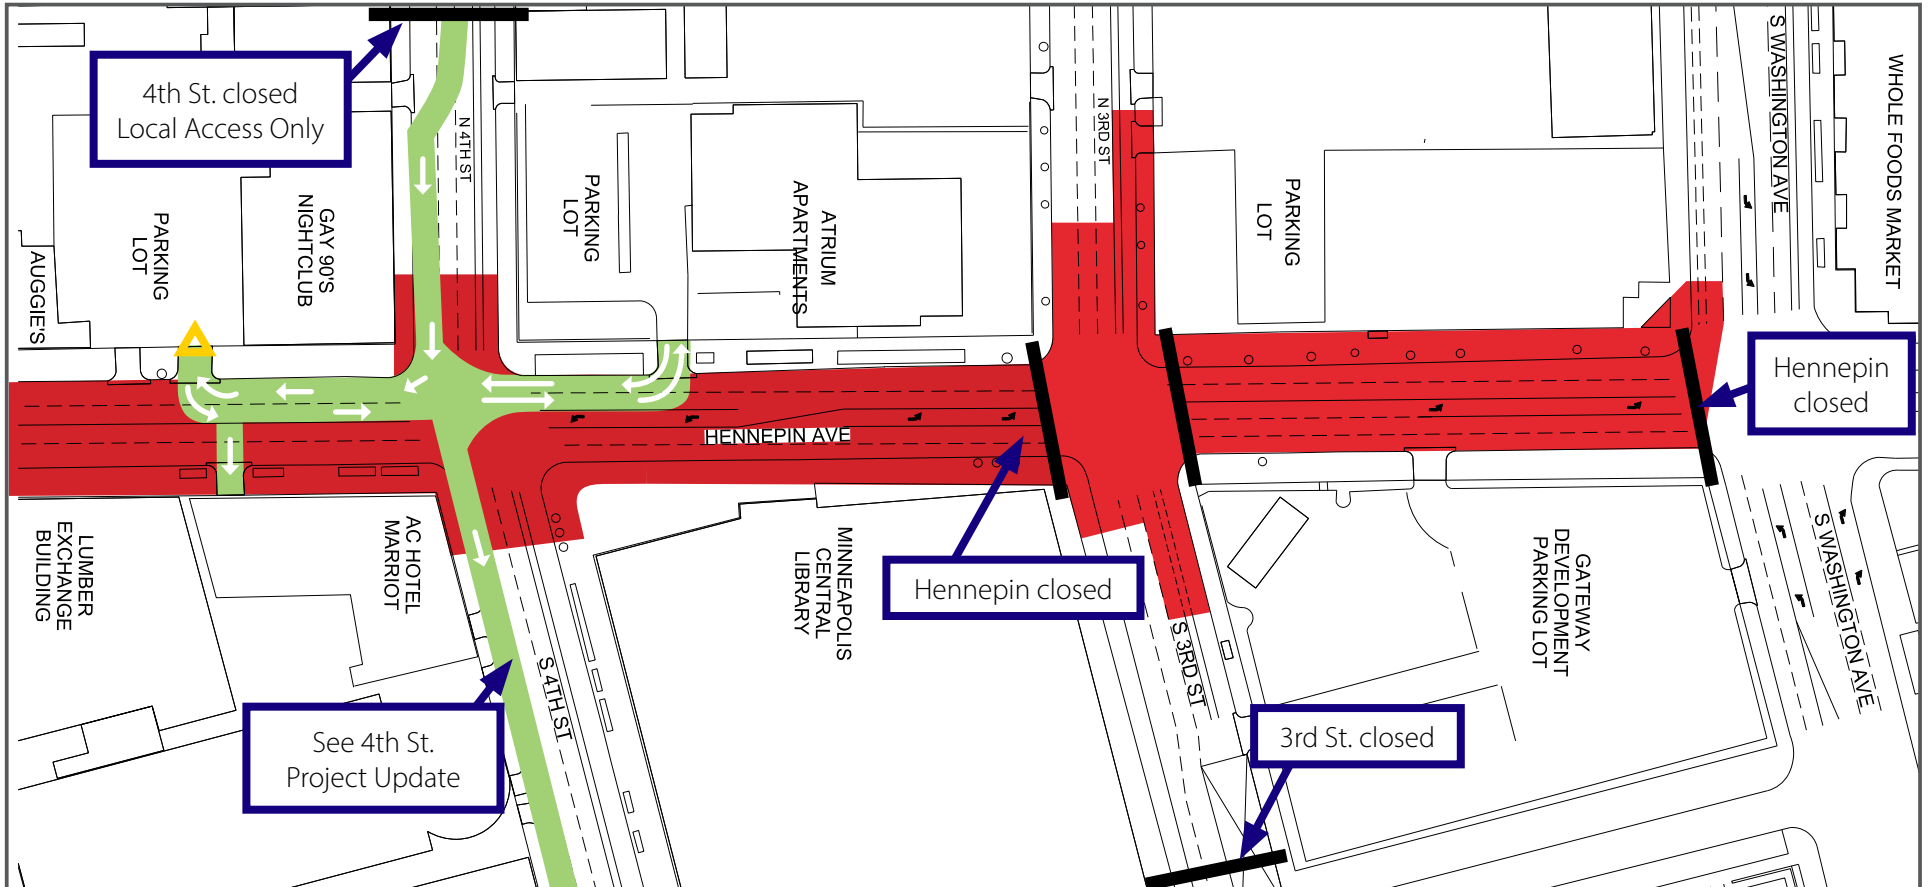 4th St. closed
Local Access Only
N 4TH ST
N 3RD ST
S WASHINGTON AVE
WHOLE FOODS MARKET
AUGGIE'S
PARKING
LOT
GAY 90'S
NIGHTCLUB
PARKING
LOT
ATRIUM
APARTMENTS
PARKING
LOT
Hennepin
closed
HENNEPIN AVE
LUMBER
EXCHANGE
BUILDING
AC HOTEL
MARRIOT
MINNEAPOLIS
CENTRAL
LIBRARY
Hennepin closed
GATEWAY
DEVELOPMENT
PARKING LOT
S WASHINGTON AVE
S 4TH ST
S 3RD ST
See 4th St.
Project Update
3rd St. closed